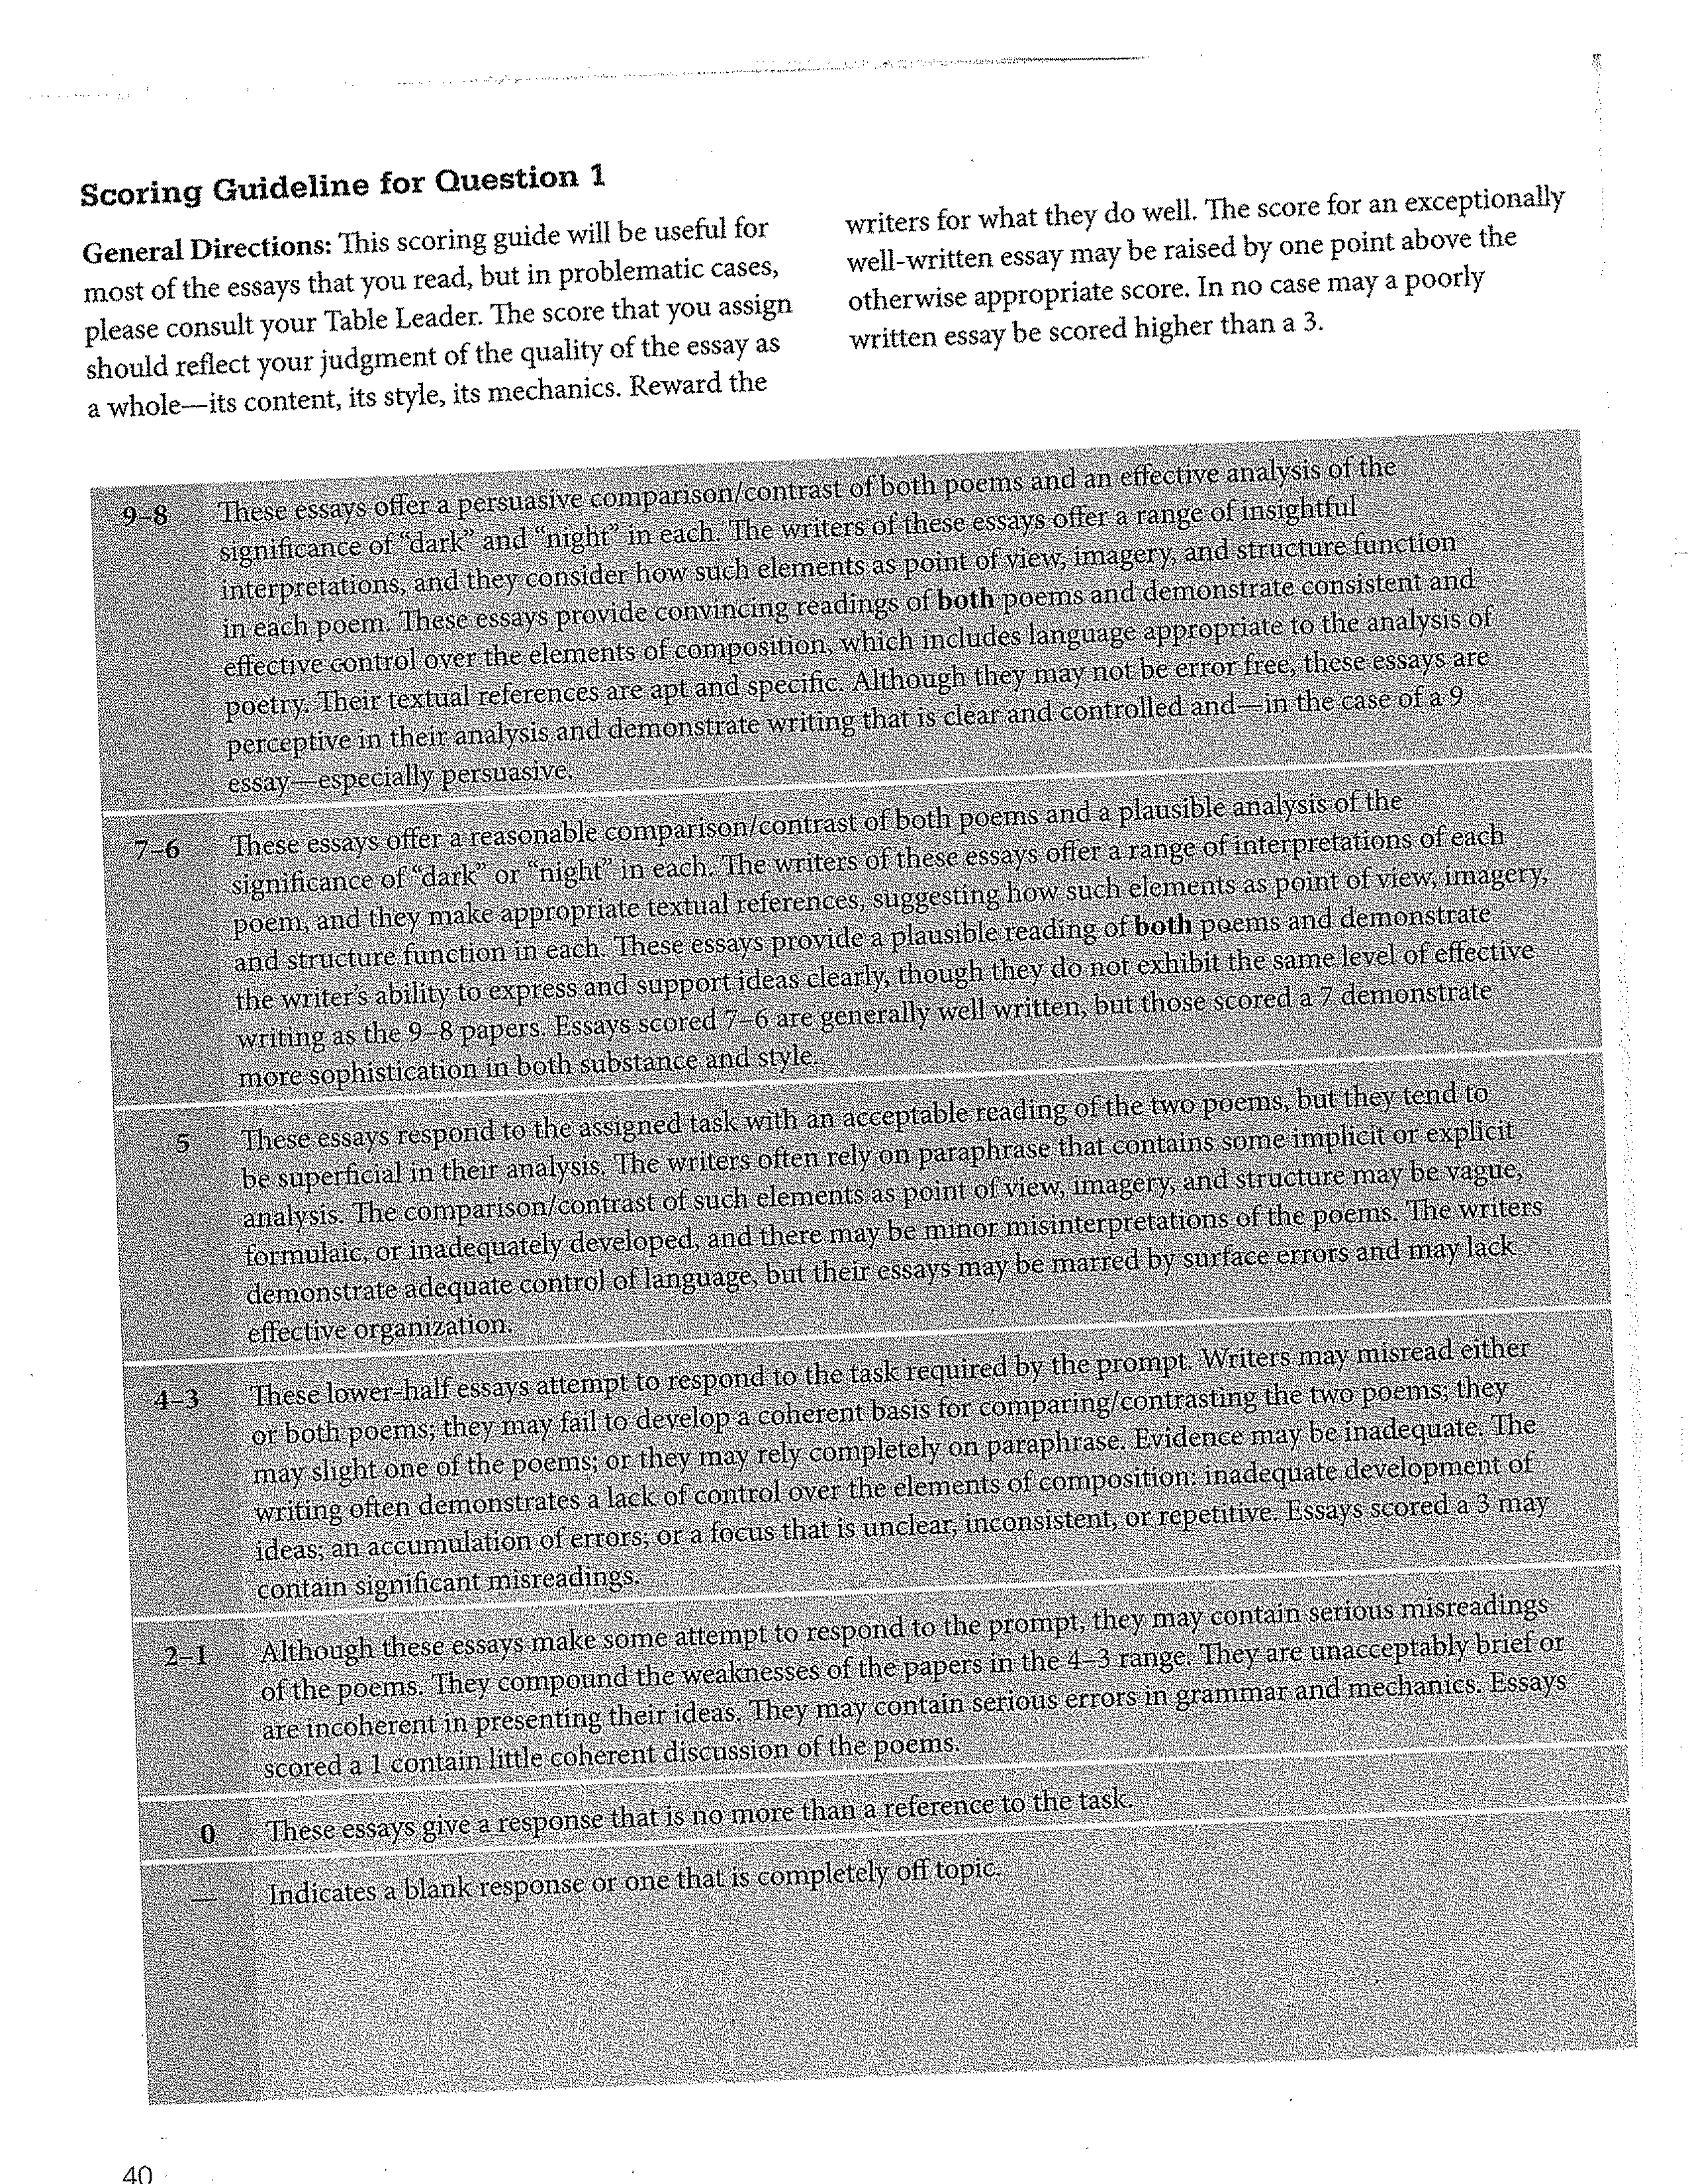 Scoring Guideline for Question 1
General Directions: This scoring guide will be useful for
most of the essays that you read, but in problematic cases,
please consult your Table Leader. The score that you assign
should reflect your judgment of the quality of the essay as
a whole—its content, its style, its mechanics. Reward the
writers for what they do well. The score for an exceptionally
well-written essay may be raised by one point above the
otherwise appropriate score. In no case may a poorly
written essay be scored higher than a 3.
9–8 These essays offer a persuasive comparison/contrast of both poems and an effective analysis of the
significance of “dark” and “night” in each. The writers of these essays offer a range of insightful
interpretations, and they consider how such elements as point of view, imagery, and structure function
in each poem. These essays provide convincing readings of both poems and demonstrate consistent and
effective control over the elements of composition, which includes language appropriate to the analysis of
poetry. Their textual references are apt and specific. Although they may not be error free, these essays are
perceptive in their analysis and demonstrate writing that is clear and controlled and—in the case of a 9
essay—especially persuasive.
7–6 These essays offer a reasonable comparison/contrast of both poems and a plausible analysis of the
significance of “dark” or “night” in each. The writers of these essays offer a range of interpretations of each
poem, and they make appropriate textual references, suggesting how such elements as point of view, imagery,
and structure function in each. These essays provide a plausible reading of both poems and demonstrate
the writer’s ability to express and support ideas clearly, though they do not exhibit the same level of effective
writing as the 9–8 papers. Essays scored 7–6 are generally well written, but those scored a 7 demonstrate
more sophistication in both substance and style.
5 These essays respond to the assigned task with an acceptable reading of the two poems, but they tend to
be superficial in their analysis. The writers often rely on paraphrase that contains some implicit or explicit
analysis. The comparison/contrast of such elements as point of view, imagery, and structure may be vague,
formulaic, or inadequately developed, and there may be minor misinterpretations of the poems. The writers
demonstrate adequate control of language, but their essays may be marred by surface errors and may lack
effective organization.
4–3 These lower-half essays attempt to respond to the task required by the prompt. Writers may misread either
or both poems; they may fail to develop a coherent basis for comparing/contrasting the two poems; they
may slight one of the poems; or they may rely completely on paraphrase. Evidence may be inadequate. The
writing often demonstrates a lack of control over the elements of composition: inadequate development of
ideas; an accumulation of errors; or a focus that is unclear, inconsistent, or repetitive. Essays scored a 3 may
contain significant misreadings.
2–1 Although these essays make some attempt to respond to the prompt, they may contain serious misreadings
of the poems. They compound the weaknesses of the papers in the 4–3 range. They are unacceptably brief or
are incoherent in presenting their ideas. They may contain serious errors in grammar and mechanics. Essays
scored a 1 contain little coherent discussion of the poems.
0 These essays give a response that is no more than a reference to the task.
— Indicates a blank response or one that is completely off topic.
40